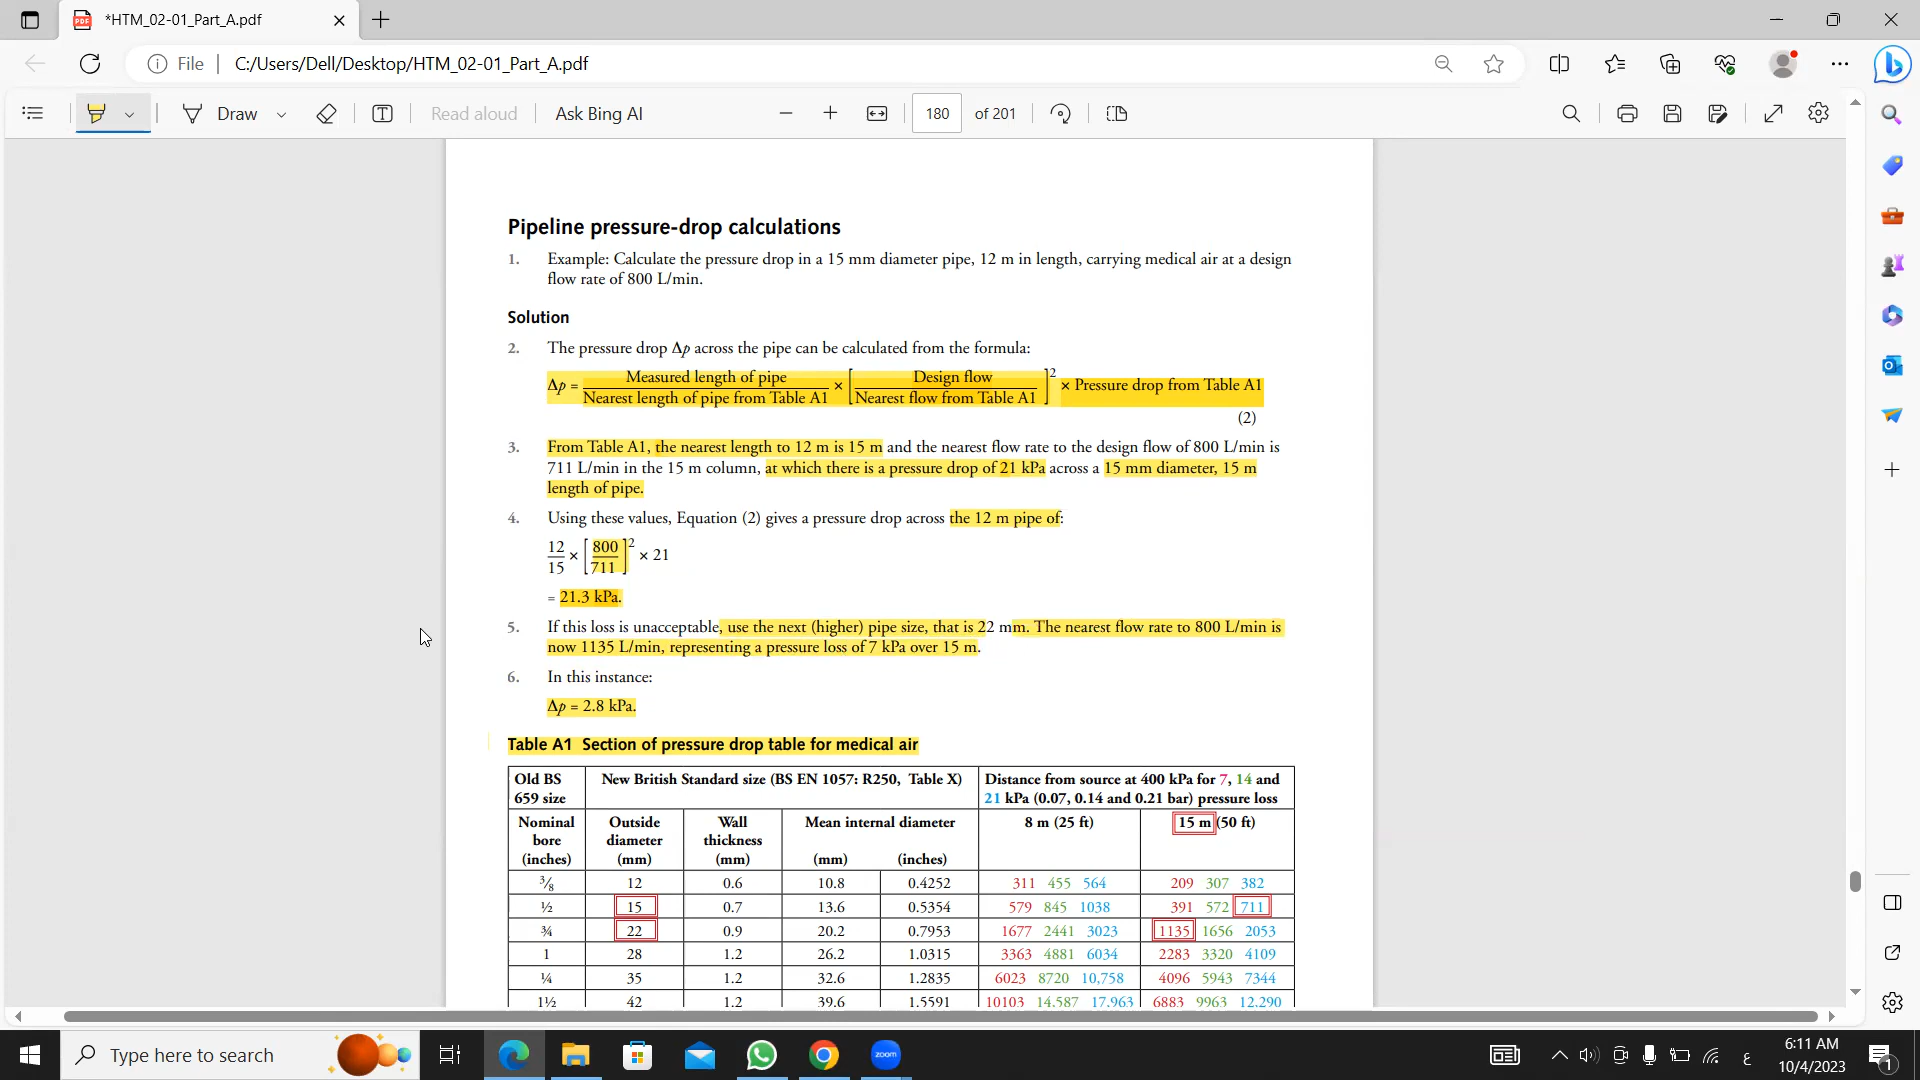 *HTM_02-01_Part_A.pdf
File
C:/Users/Dell/Desktop/HTM_02-01_Part_A.pdf
Draw
Read aloud
Ask Bing AI
180
of 201
Pipeline pressure-drop calculations
1. Example: Calculate the pressure drop in a 15 mm diameter pipe, 12 m in length, carrying medical air at a design
flow rate of 800 L/min.
Solution
2. The pressure drop Δp across the pipe can be calculated from the formula:
Δp = Measured length of pipe / Nearest length of pipe from Table A1 × [Design flow / Nearest flow from Table A1]² × Pressure drop from Table A1
(2)
3. From Table A1, the nearest length to 12 m is 15 m and the nearest flow rate to the design flow of 800 L/min is
711 L/min in the 15 m column, at which there is a pressure drop of 21 kPa across a 15 mm diameter, 15 m
length of pipe.
4. Using these values, Equation (2) gives a pressure drop across the 12 m pipe of:
12/15 × [800/711]² × 21
= 21.3 kPa.
5. If this loss is unacceptable, use the next (higher) pipe size, that is 22 mm. The nearest flow rate to 800 L/min is
now 1135 L/min, representing a pressure loss of 7 kPa over 15 m.
6. In this instance:
Δp = 2.8 kPa.
Table A1 Section of pressure drop table for medical air
Old BS 659 size | New British Standard size (BS EN 1057: R250, Table X) | Distance from source at 400 kPa for 7, 14 and 21 kPa (0.07, 0.14 and 0.21 bar) pressure loss
Nominal bore (inches) | Outside diameter (mm) | Wall thickness (mm) | Mean internal diameter (mm) (inches) | 8 m (25 ft) | 15 m (50 ft)
3/8 12 0.6 10.8 0.4252 311 455 564 209 307 382
½ 15 0.7 13.6 0.5354 579 845 1038 391 572 711
¾ 22 0.9 20.2 0.7953 1677 2441 3023 1135 1656 2053
1 28 1.2 26.2 1.0315 3363 4881 6034 2283 3320 4109
¼ 35 1.2 32.6 1.2835 6023 8720 10,758 4096 5943 7344
1½ 42 1.2 39.6 1.5591 10103 14,587 17,963 6883 9963 12,290
Type here to search
zoom
ع
6:11 AM
10/4/2023
1